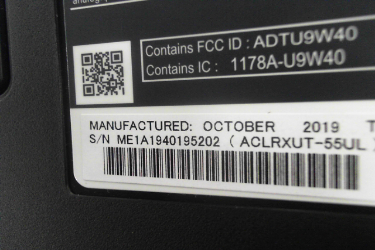 Contains FCC ID : ADTU9W40
Contains IC : 1178A-U9W40
MANUFACTURED: OCTOBER 2019 T
S/N ME1A1940195202 ( ACLRXUT-55UL )